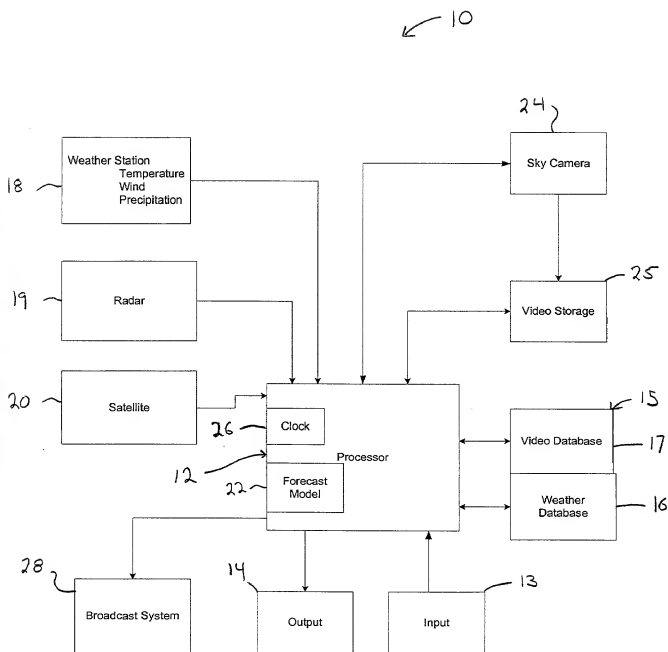 10
24
Weather Station
Temperature
Wind
Precipitation
18
Sky Camera
25
19
Radar
Video Storage
20
Satellite
15
26
Clock
Video Database
17
12
Processor
22
Forecast
Model
Weather
Database
16
28
14
13
Broadcast System
Output
Input